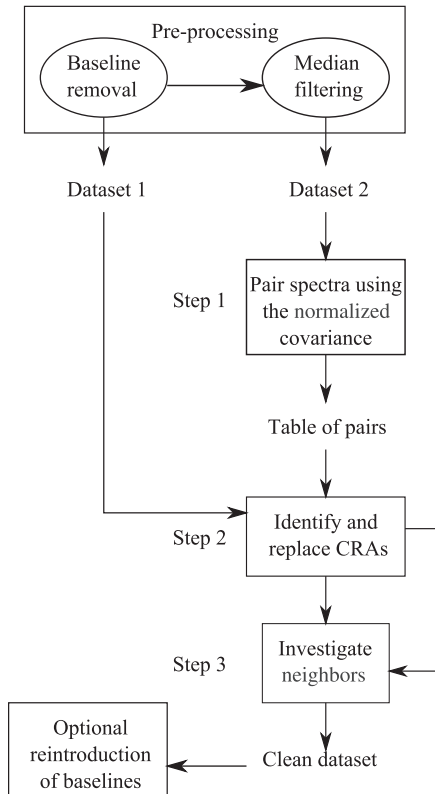 Pre-processing
Baseline
removal
Median
filtering
Dataset 1
Dataset 2
Step 1
Pair spectra using
the normalized
covariance
Table of pairs
Step 2
Identify and
replace CRAs
Step 3
Investigate
neighbors
Optional
reintroduction
of baselines
Clean dataset